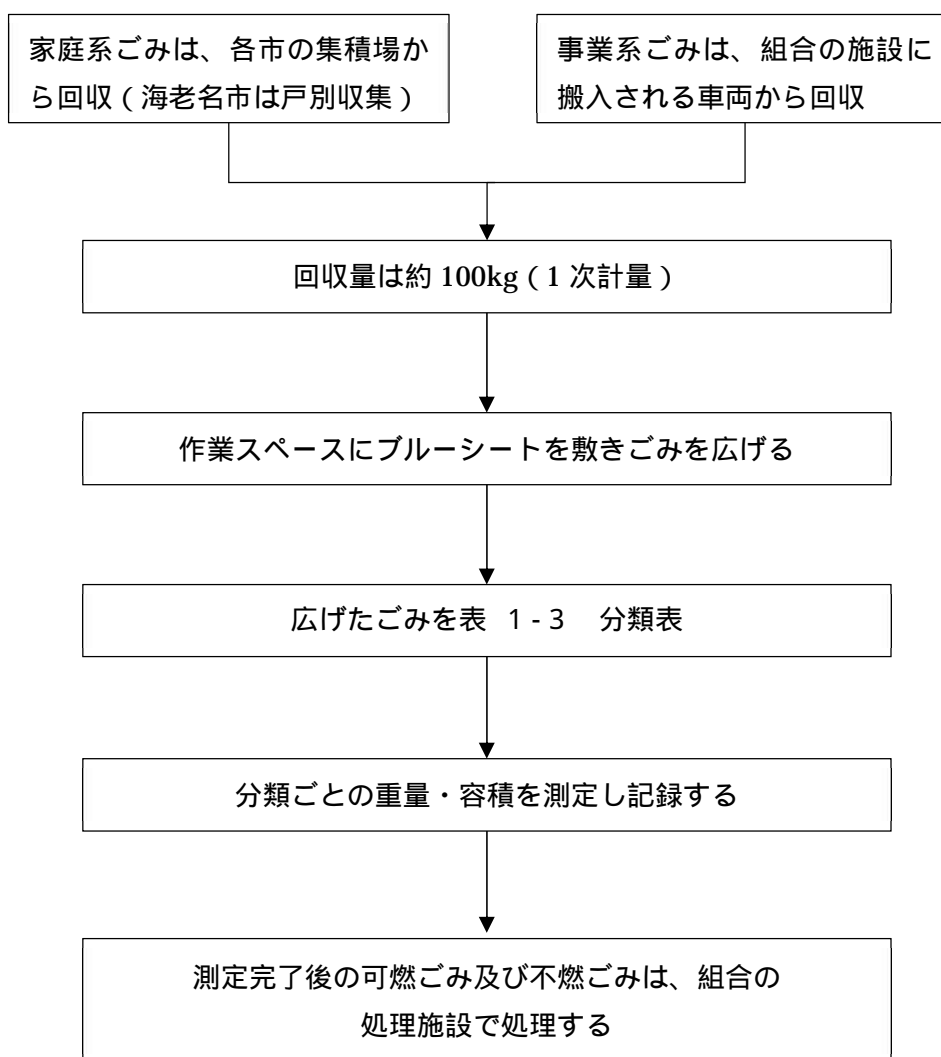 家庭系ごみは、各市の集積場か
ら回収（海老名市は戸別収集）
事業系ごみは、組合の施設に
搬入される車両から回収
回収量は約 100kg（1 次計量）
作業スペースにブルーシートを敷きごみを広げる
広げたごみを表 1-3 分類表
分類ごとの重量・容積を測定し記録する
測定完了後の可燃ごみ及び不燃ごみは、組合の
処理施設で処理する